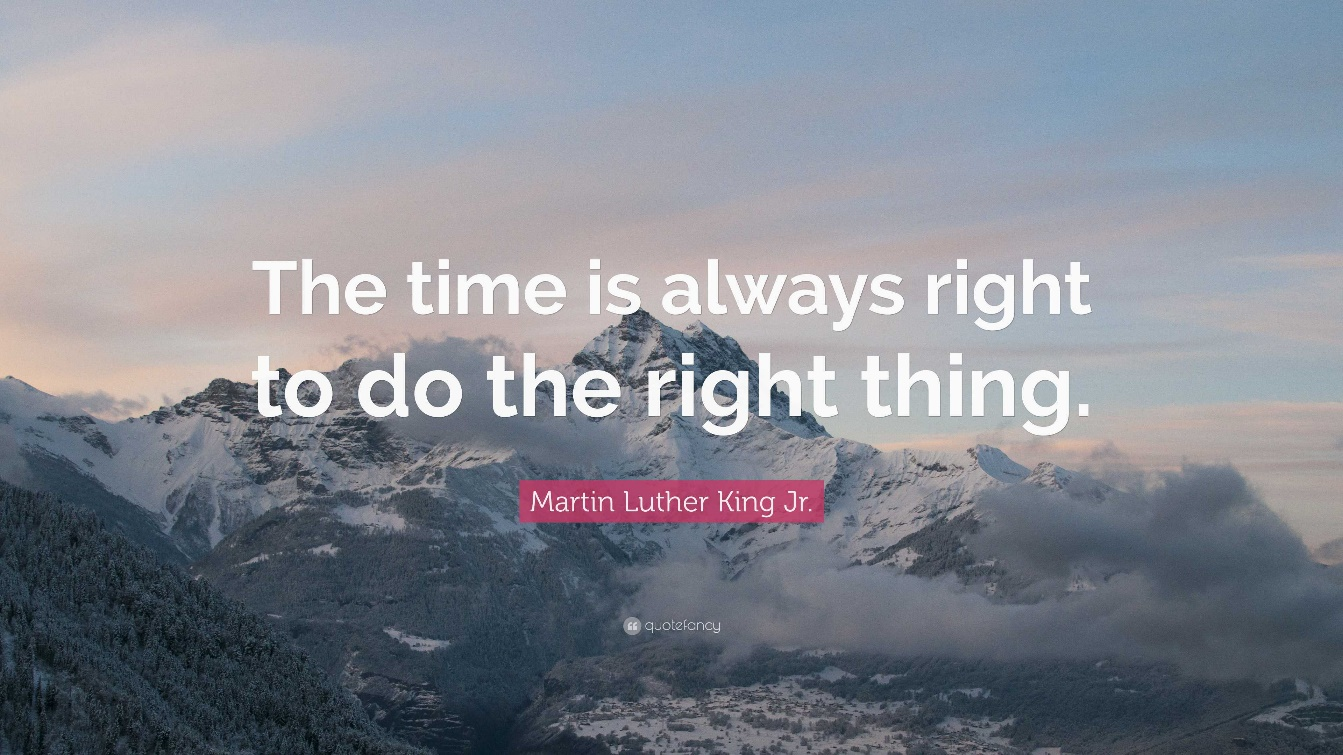 The time is always right
to do the right thing.
Martin Luther King Jr.
quotefancy